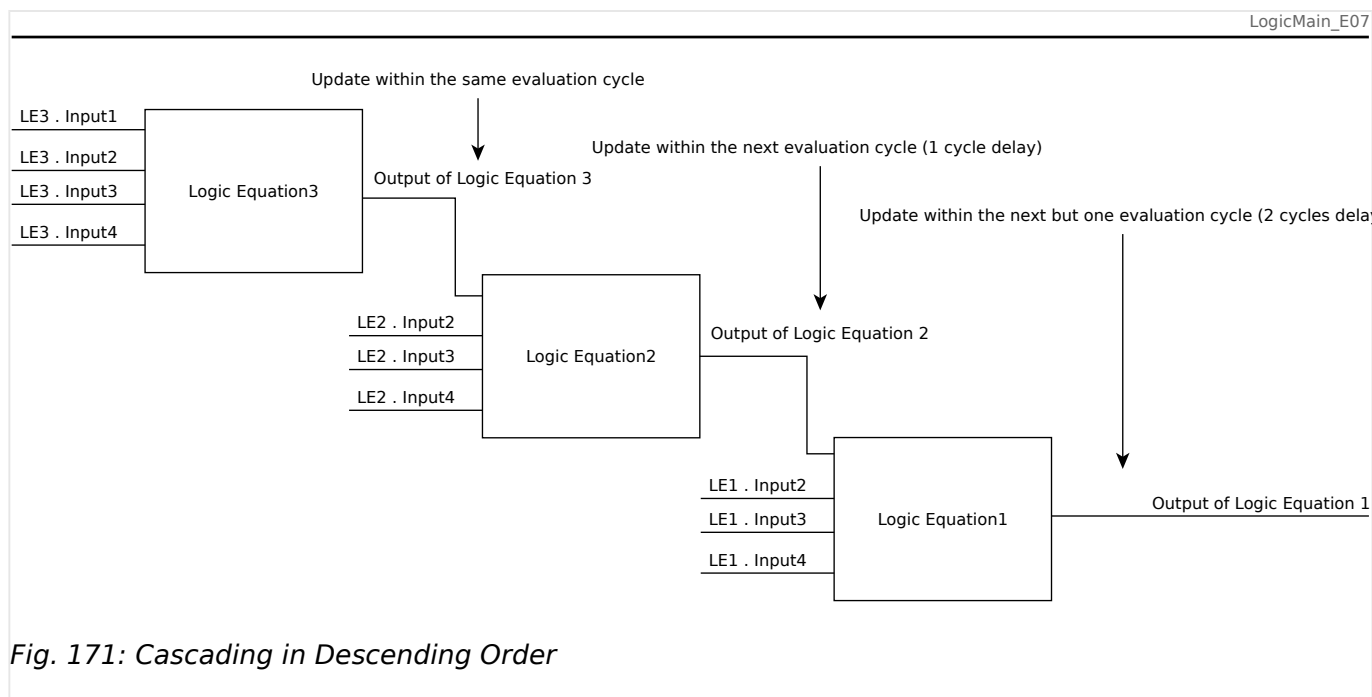 LogicMain_E07
Update within the same evaluation cycle
LE3 . Input1
LE3 . Input2
LE3 . Input3
LE3 . Input4
Logic Equation3
Output of Logic Equation 3
Update within the next evaluation cycle (1 cycle delay)
LE2 . Input2
LE2 . Input3
LE2 . Input4
Logic Equation2
Output of Logic Equation 2
Update within the next but one evaluation cycle (2 cycles dela
LE1 . Input2
LE1 . Input3
LE1 . Input4
Logic Equation1
Output of Logic Equation 1
Fig. 171: Cascading in Descending Order